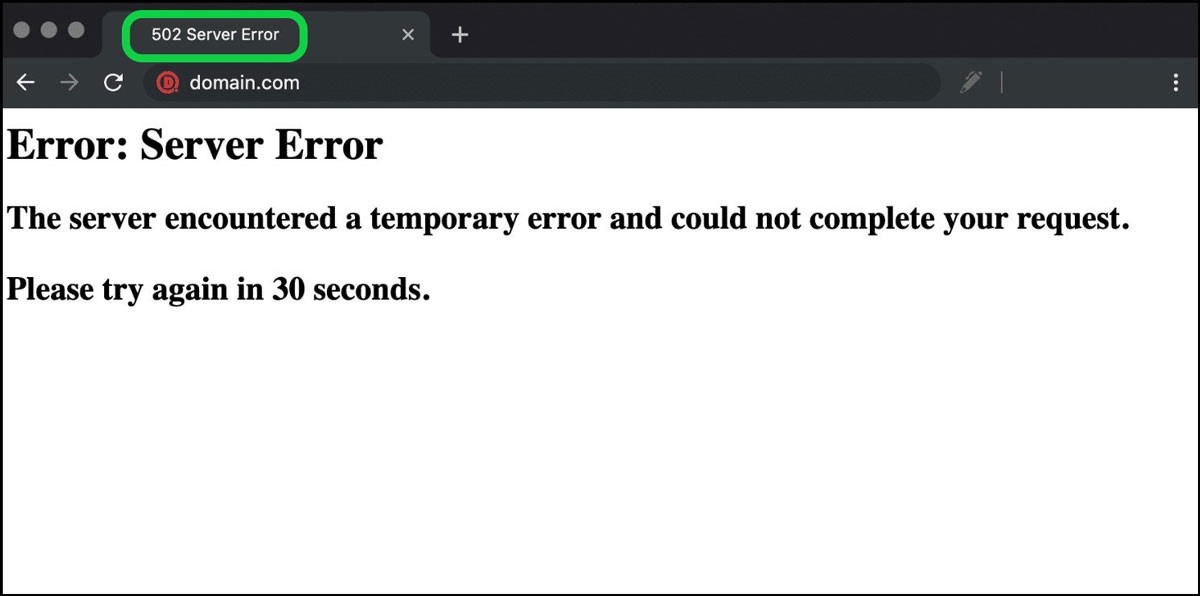 502 Server Error
domain.com
Error: Server Error
The server encountered a temporary error and could not complete your request.
Please try again in 30 seconds.